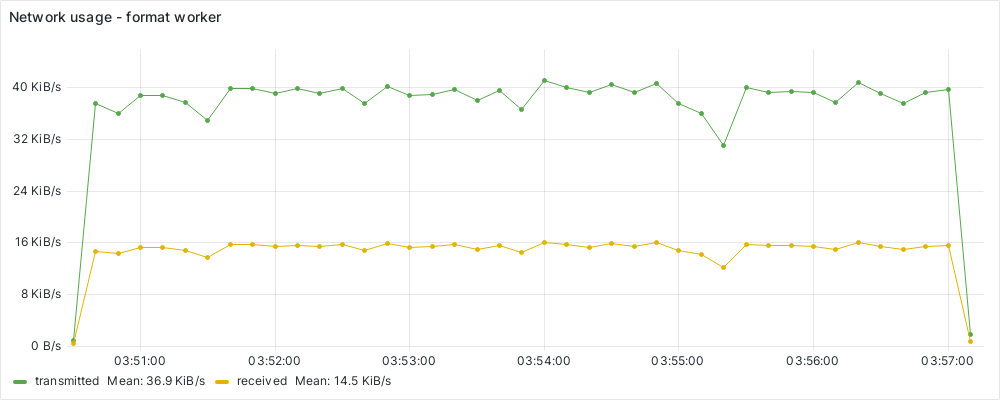 Network usage - format worker
40 KiB/s
32 KiB/s
24 KiB/s
16 KiB/s
8 KiB/s
0 B/s
03:51:00 03:52:00 03:53:00 03:54:00 03:55:00 03:56:00 03:57:00
transmitted Mean: 36.9 KiB/s received Mean: 14.5 KiB/s